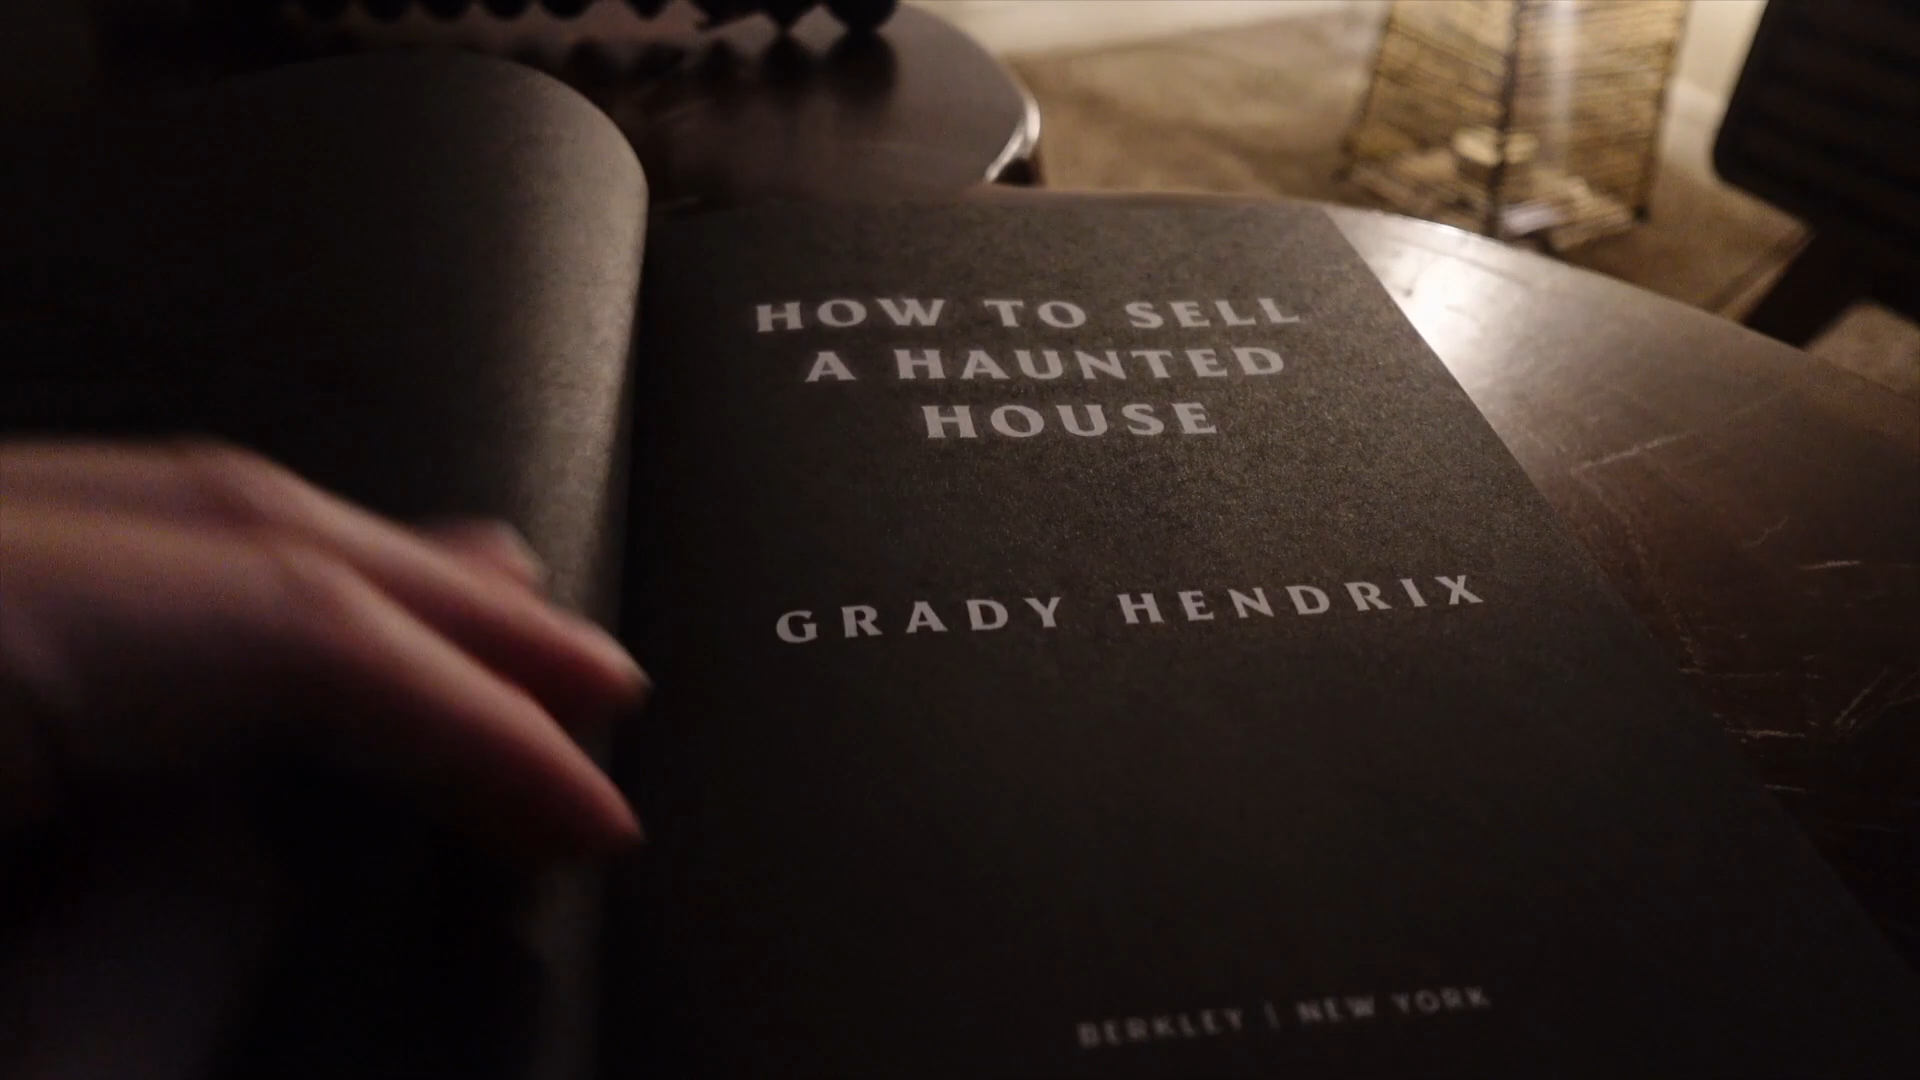 HOW TO SELL
A HAUNTED
HOUSE
GRADY HENDRIX
BERKLEY | NEW YORK